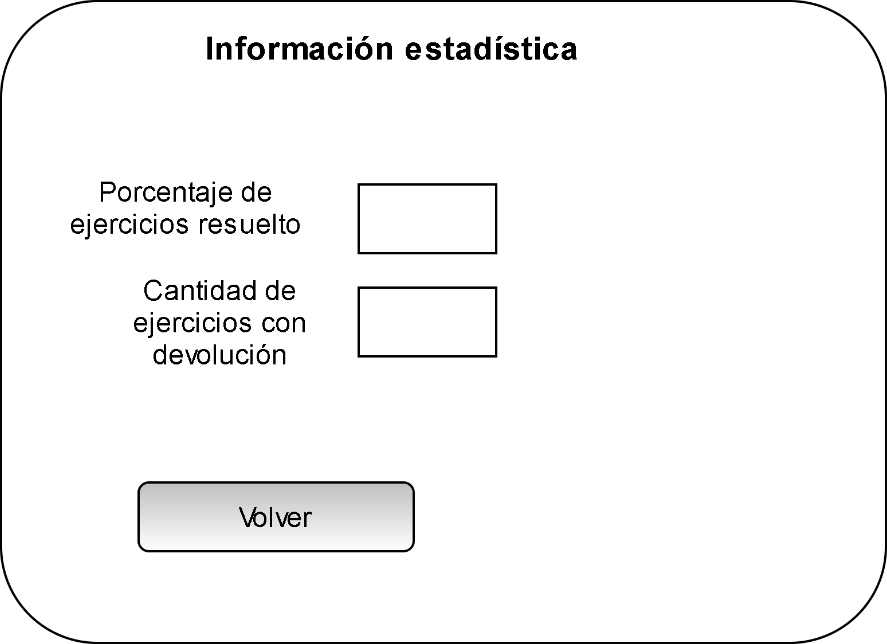 Información estadística
Porcentaje de
ejercicios resuelto
Cantidad de
ejercicios con
devolución
Volver